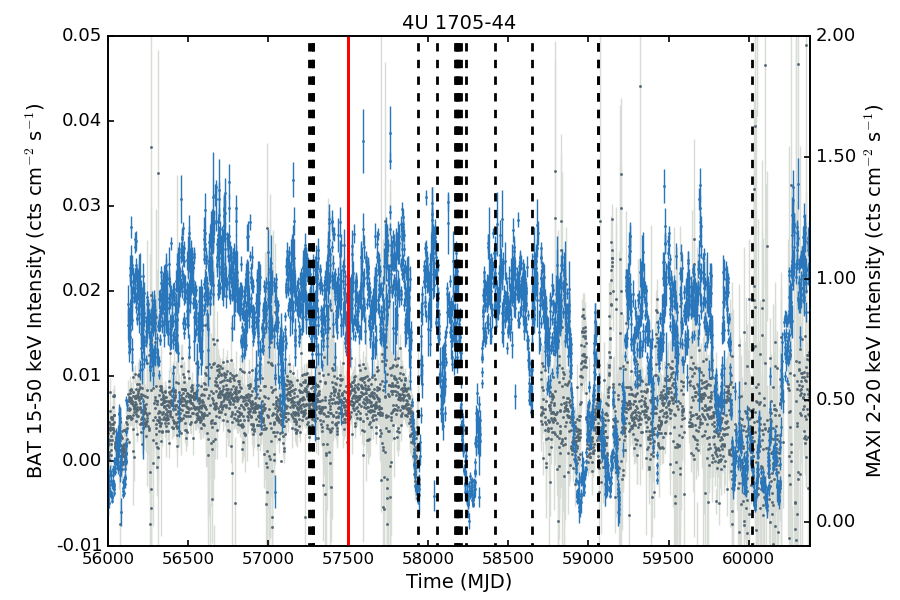 4U 1705-44
0.05
0.04
0.03
0.02
0.01
0.00
-0.01
BAT 15-50 keV Intensity (cts cm⁻² s⁻¹)
2.00
1.50
1.00
0.50
0.00
MAXI 2-20 keV Intensity (cts cm⁻² s⁻¹)
56000 56500 57000 57500 58000 58500 59000 59500 60000
Time (MJD)